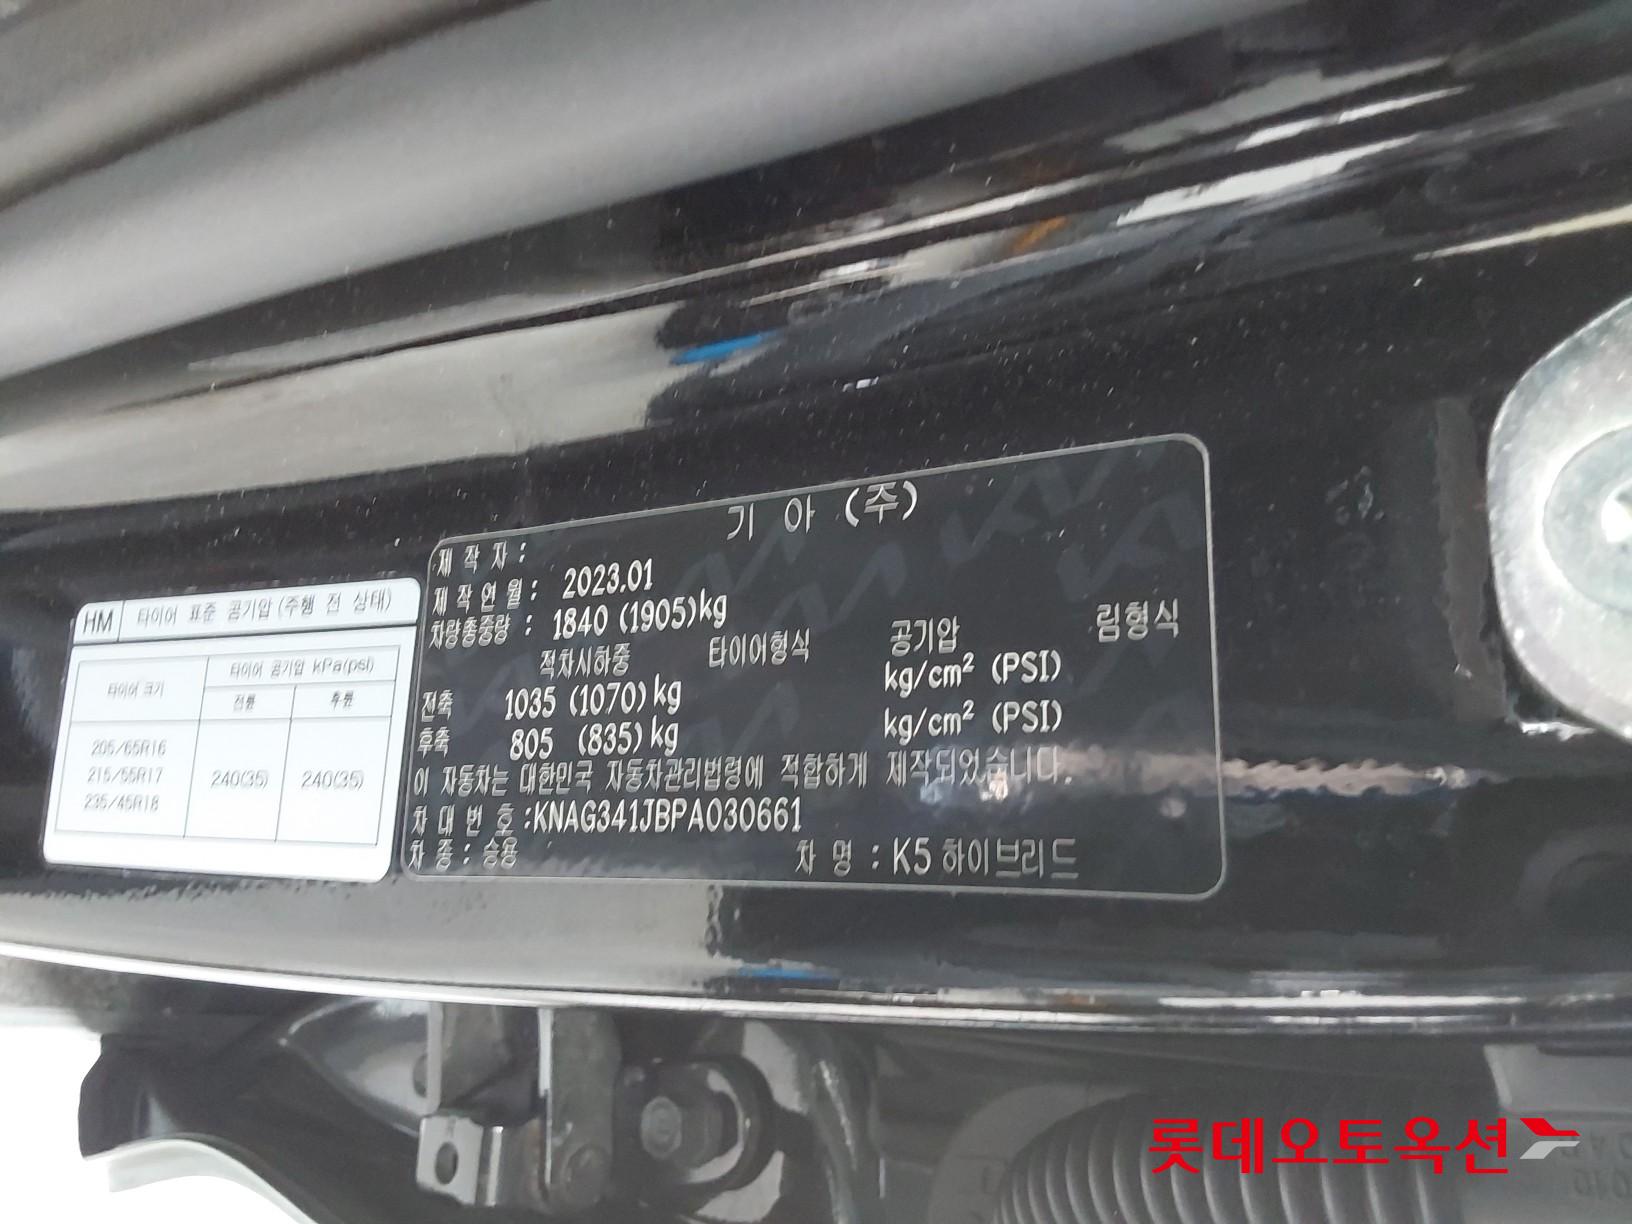 기 아 (주)
제 작 자 :
제작연월 : 2023.01
차량총중량 : 1840 (1905)kg
적차시하중 타이어형식 공기압 림형식
전축 1035 (1070)kg kg/cm² (PSI)
후축 805 (835)kg kg/cm² (PSI)
이 자동차는 대한민국 자동차관리법령에 적합하게 제작되었습니다.
차 대 번 호 :KNAG341JBPA030661
차 종 : 승용 차 명 : K5 하이브리드
HM 타이어 표준 공기압 (주행 전 상태)
타이어 크기 타이어 공기압 kPa(psi)
전륜 후륜
205/65R16
215/55R17 240(35) 240(35)
235/45R18
롯데오토옥션